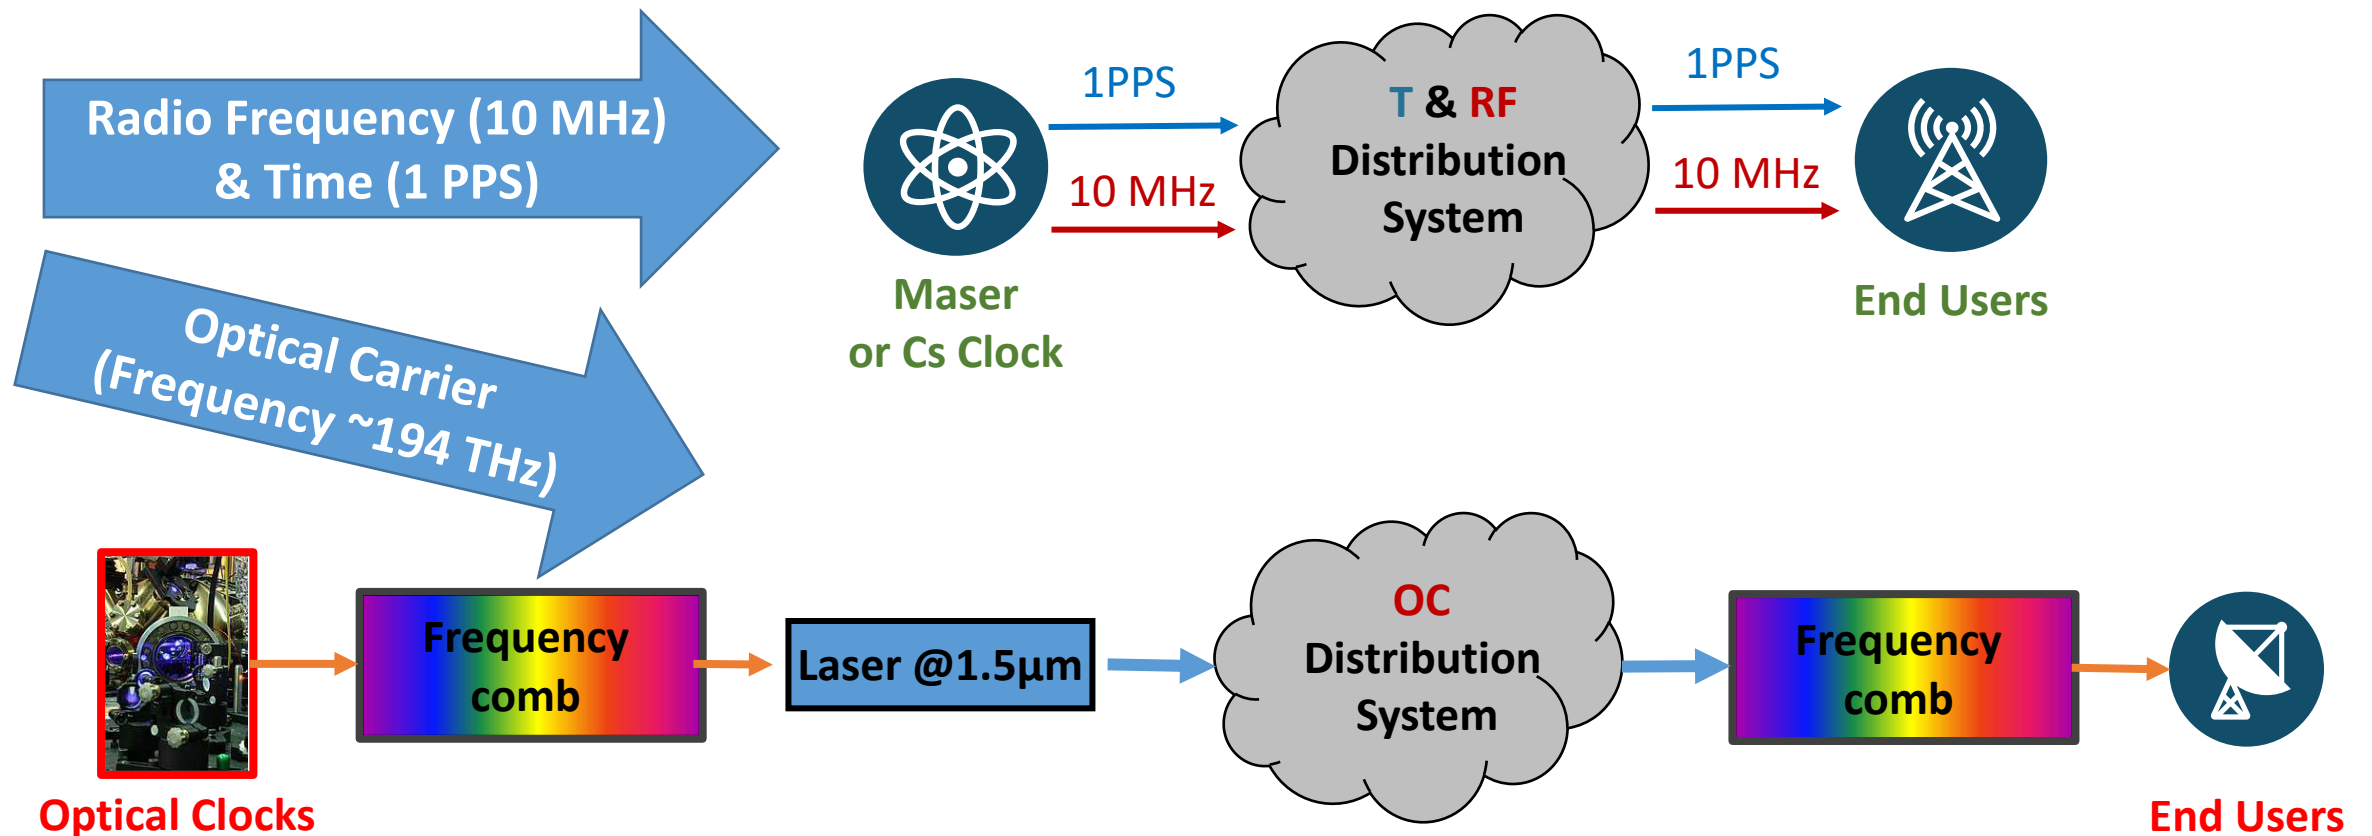 Radio Frequency (10 MHz)
& Time (1 PPS)
1PPS
10 MHz
T & RF
Distribution
System
1PPS
10 MHz
Maser
or Cs Clock
End Users
Optical Carrier
(Frequency ~194 THz)
Frequency
comb
Laser @1.5µm
OC
Distribution
System
Frequency
comb
Optical Clocks
End Users